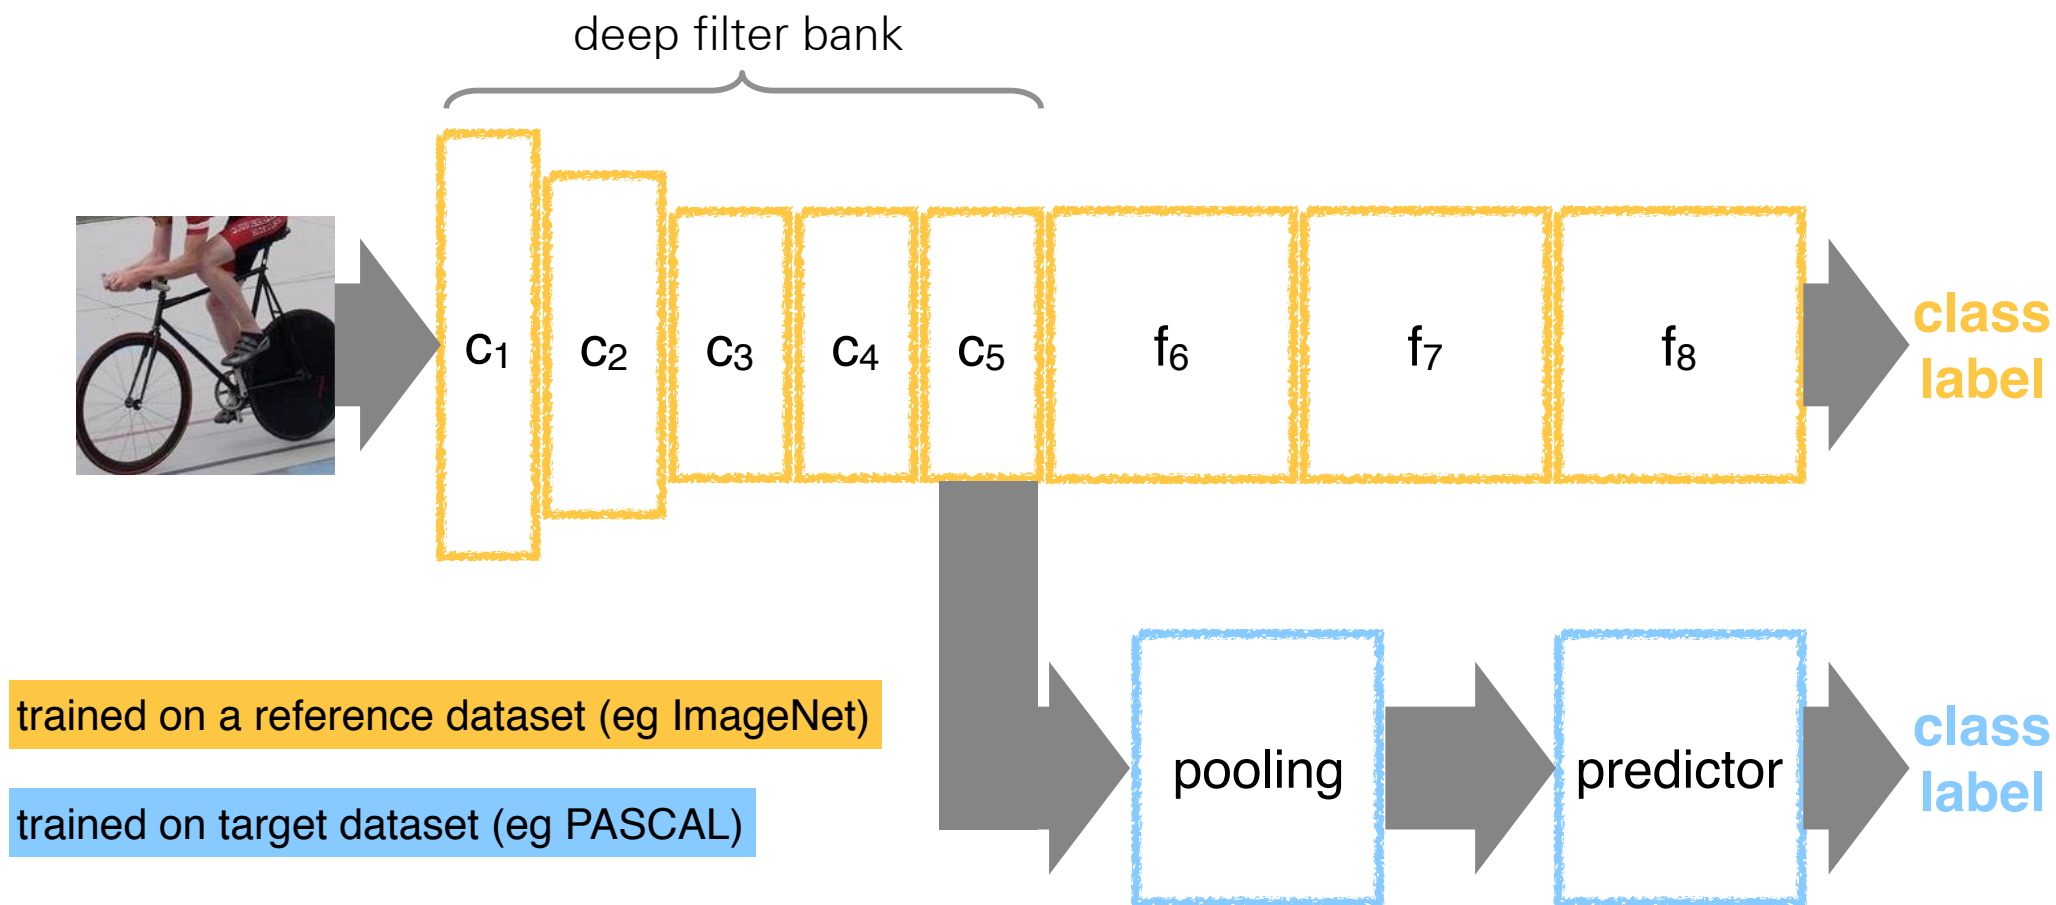 deep filter bank
c1 c2 c3 c4 c5 f6 f7 f8
class
label
trained on a reference dataset (eg ImageNet)
trained on target dataset (eg PASCAL)
pooling predictor
class
label